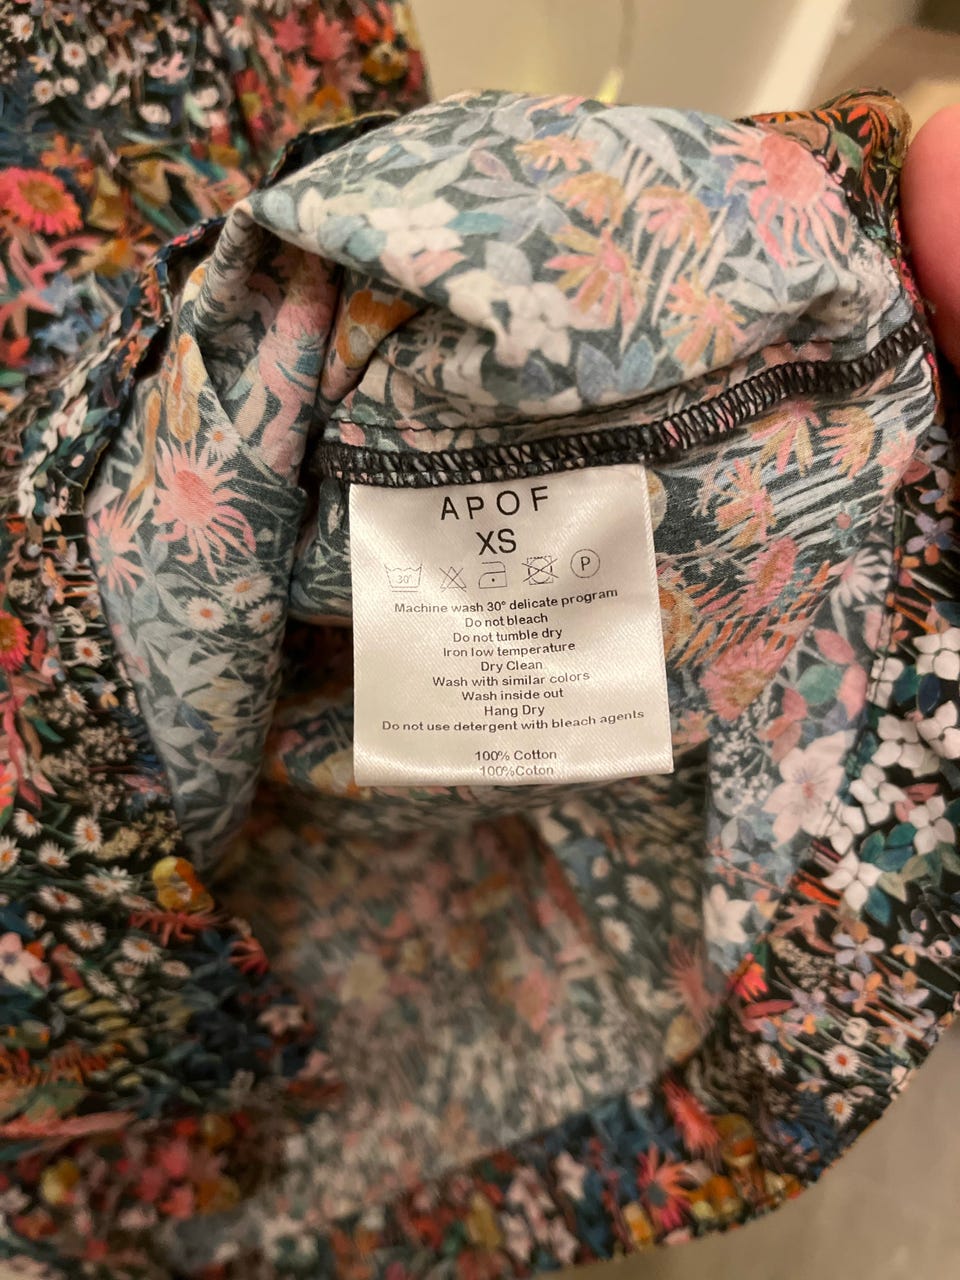 APOF
XS
30° P
Machine wash 30° delicate program
Do not bleach
Do not tumble dry
Iron low temperature
Dry Clean
Wash with similar colors
Wash inside out
Hang Dry
Do not use detergent with bleach agents
100% Cotton
100%Coton